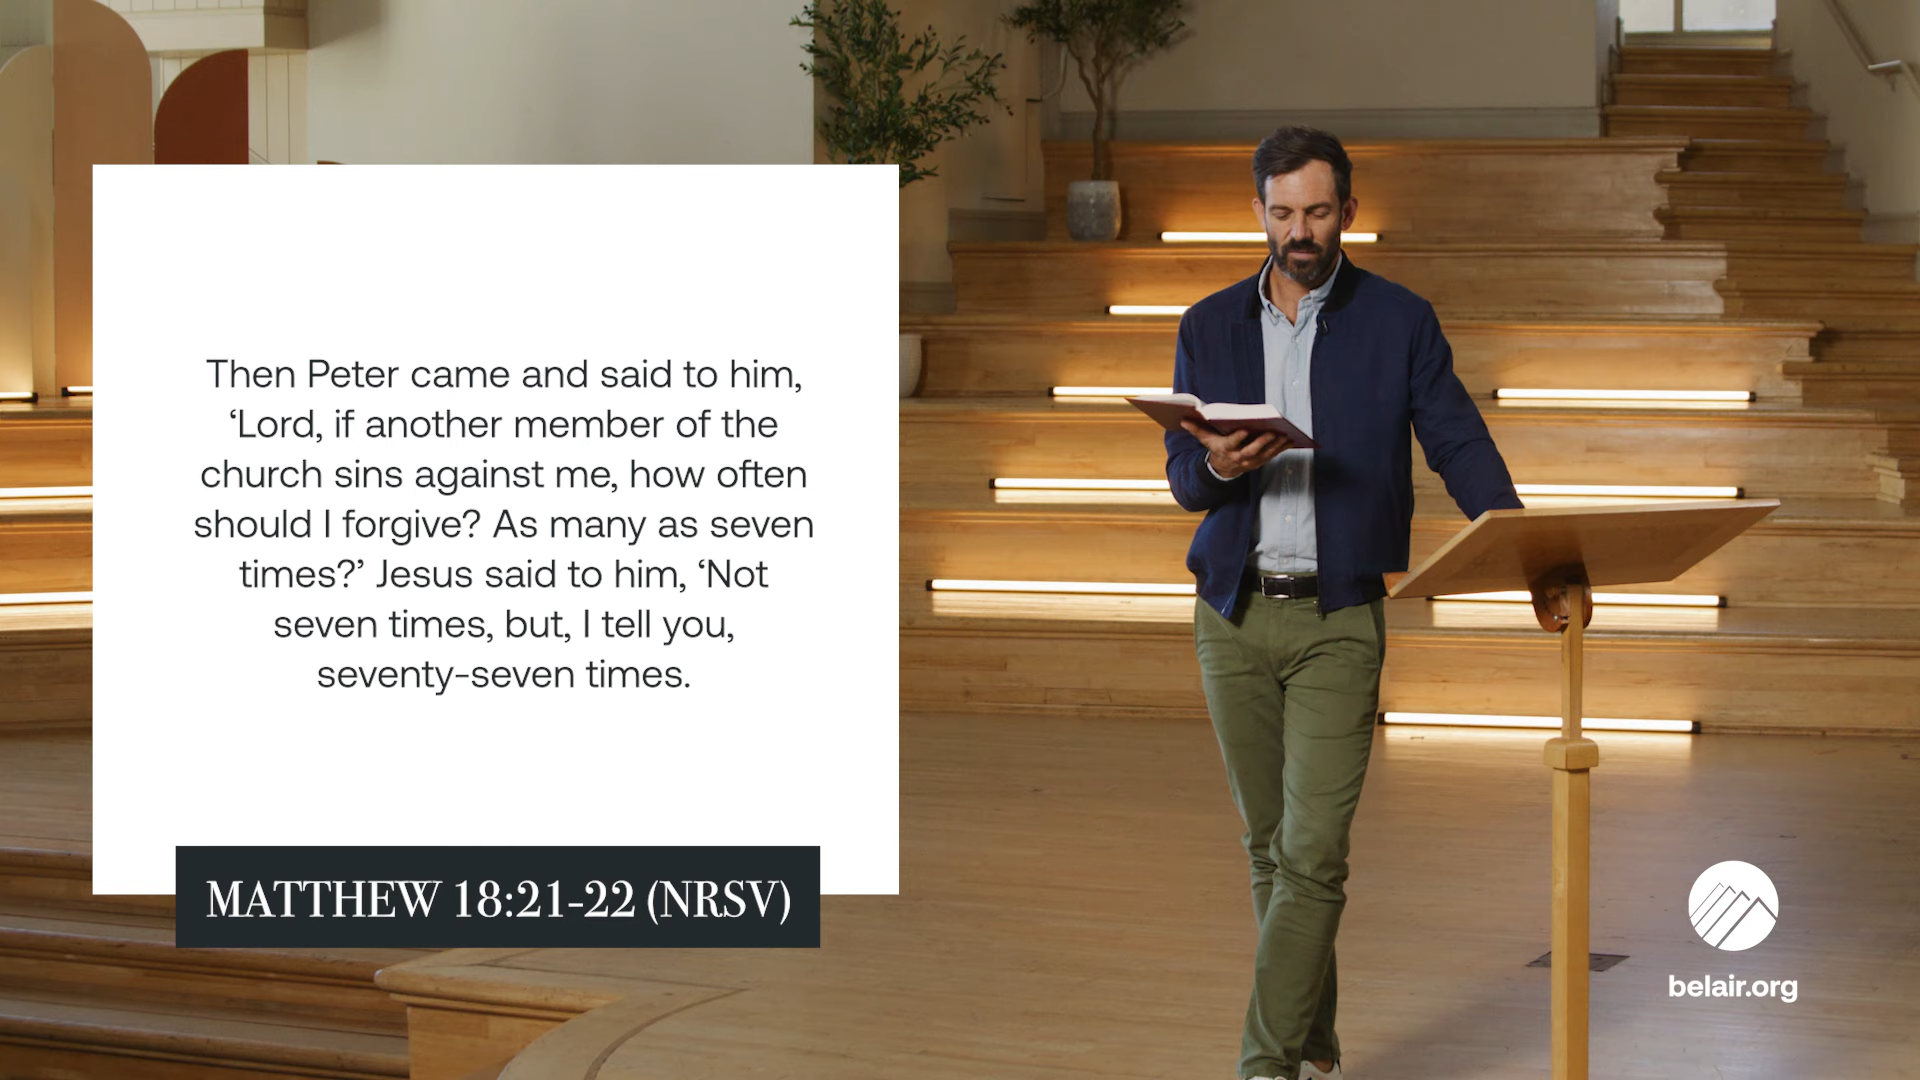 Then Peter came and said to him,
‘Lord, if another member of the
church sins against me, how often
should I forgive? As many as seven
times?’ Jesus said to him, ‘Not
seven times, but, I tell you,
seventy-seven times.
MATTHEW 18:21-22 (NRSV)
belair.org